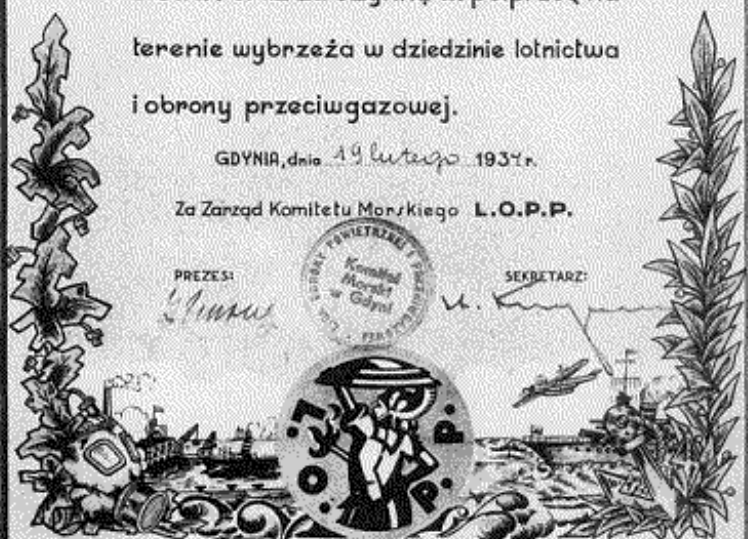 terenie wybrzeża w dziedzinie lotnictwa
i obrony przeciwgazowej.
GDYNIA, dnia 19 lutego 1934 r.
Za Zarząd Komitetu Morskiego L.O.P.P.
PREZES:
SEKRETARZ:
Komitet
Morski
w Gdyni
L.O.P.P.